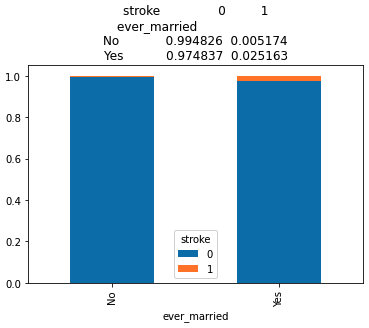 stroke 0 1
ever_married
No 0.994826 0.005174
Yes 0.974837 0.025163
1.0
0.8
0.6
0.4
0.2
0.0
stroke
0
1
No
Yes
ever_married